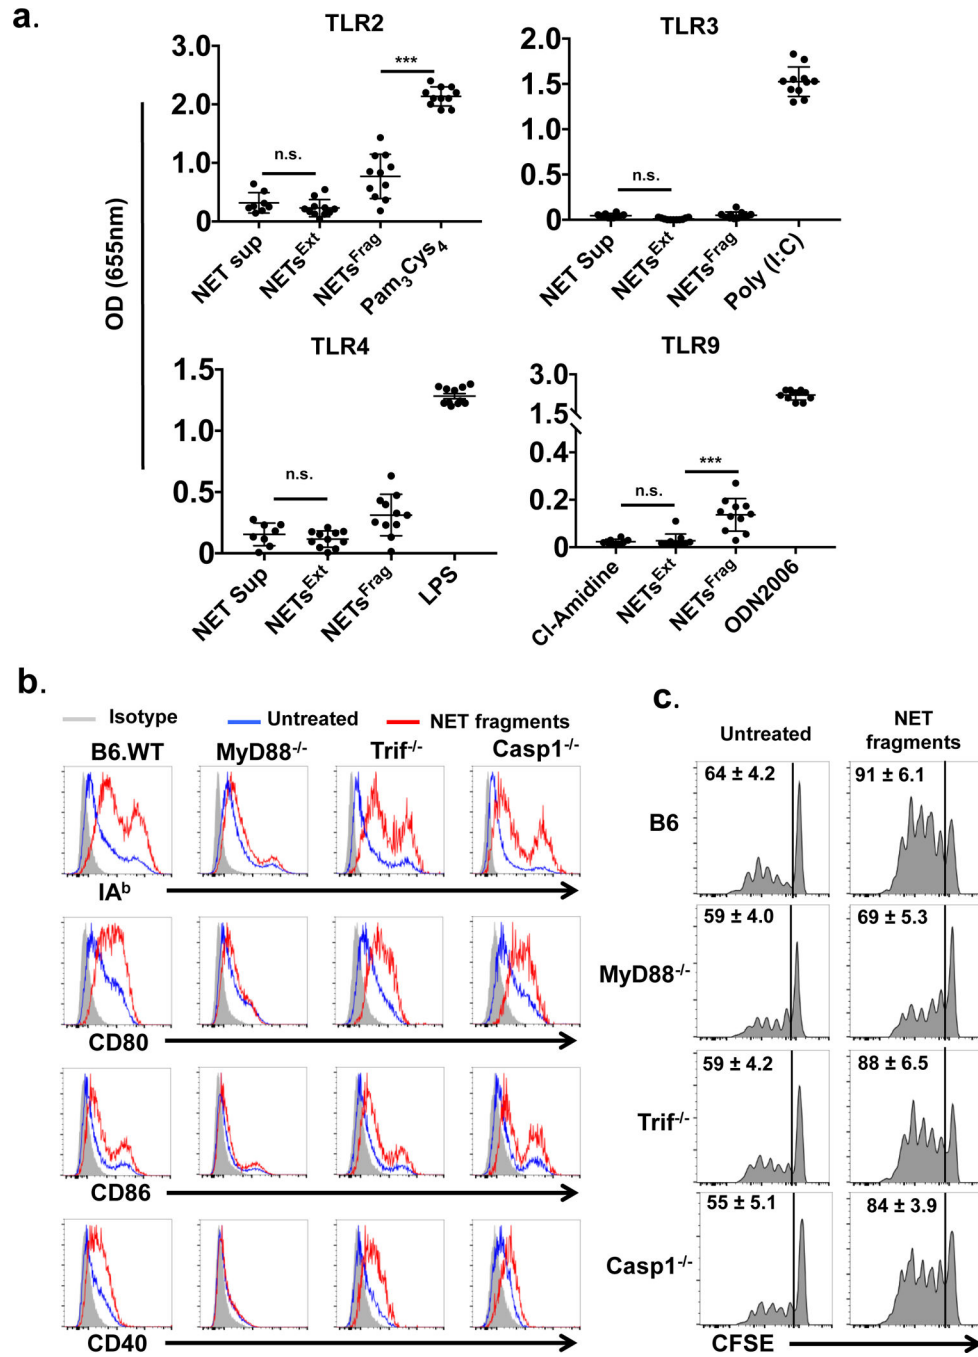 a.
TLR2
3.0
2.0
1.0
0
n.s.
***
NET sup
NETsExt
NETsFrag
Pam3Cys4
TLR3
2.0
1.5
1.0
0.5
0
n.s.
NET Sup
NETsExt
NETsFrag
Poly (I:C)
OD (655nm)
TLR4
1.5
1.0
0.5
0
n.s.
NET Sup
NETsExt
NETsFrag
LPS
TLR9
3.0
1.5
0.4
0.2
0
n.s.
***
Cl-Amidine
NETsExt
NETsFrag
ODN2006
b.
Isotype Untreated NET fragments
B6.WT MyD88-/- Trif-/- Casp1-/-
IAb
CD80
CD86
CD40
c.
Untreated
NET
fragments
B6
64 ± 4.2
91 ± 6.1
MyD88-/-
59 ± 4.0
69 ± 5.3
Trif-/-
59 ± 4.2
88 ± 6.5
Casp1-/-
55 ± 5.1
84 ± 3.9
CFSE